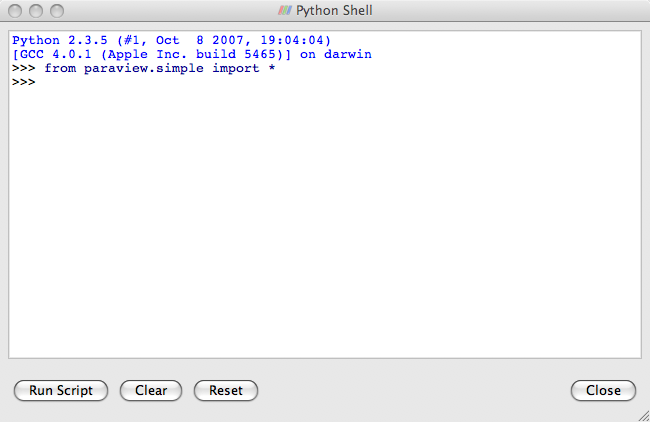 Python Shell
Python 2.3.5 (#1, Oct  8 2007, 19:04:04)
[GCC 4.0.1 (Apple Inc. build 5465)] on darwin
>>> from paraview.simple import *
>>>
Run Script Clear Reset Close